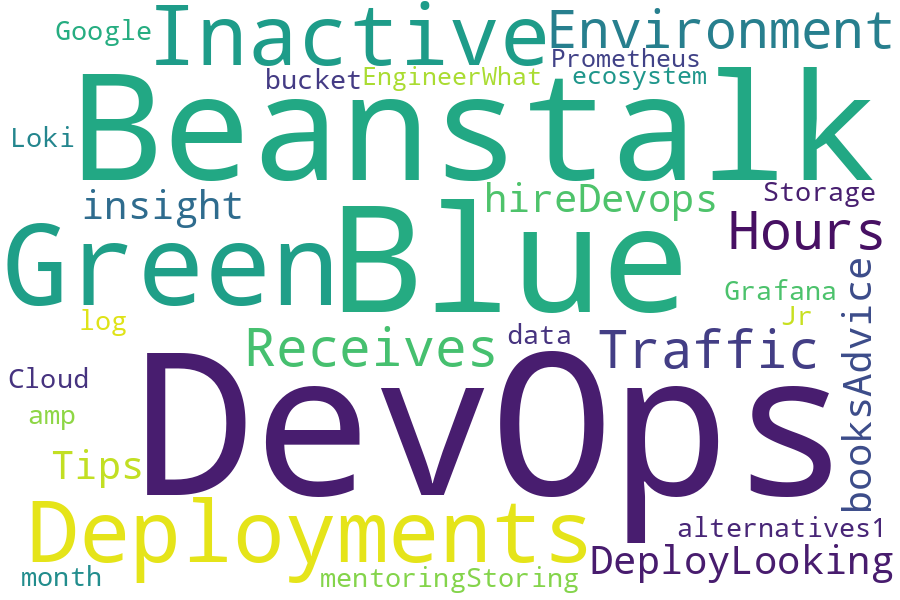 Google
Inactive
Environment
Prometheus
bucket
EngineerWhat
ecosystem
Beanstalk
Loki
insight
hireDevops
Storage
Green
Blue
Hours
Grafana
log
Jr
Receives
data
Traffic
booksAdvice
Cloud
DevOps
amp
Tips
Deployments
alternatives1
DeployLooking
month
mentoringStoring